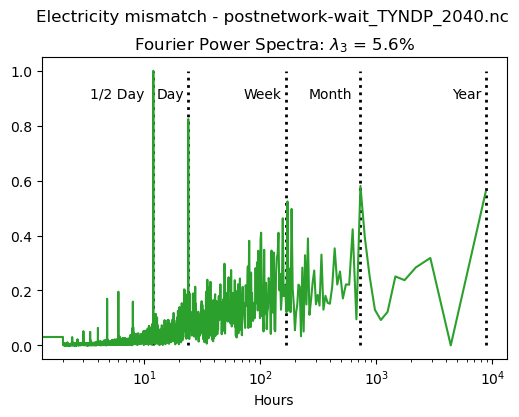 Electricity mismatch - postnetwork-wait_TYNDP_2040.nc
Fourier Power Spectra: λ₃ = 5.6%
1.0
1/2 Day Day Week Month Year
0.8
0.6
0.4
0.2
0.0
10¹ 10² 10³ 10⁴
Hours